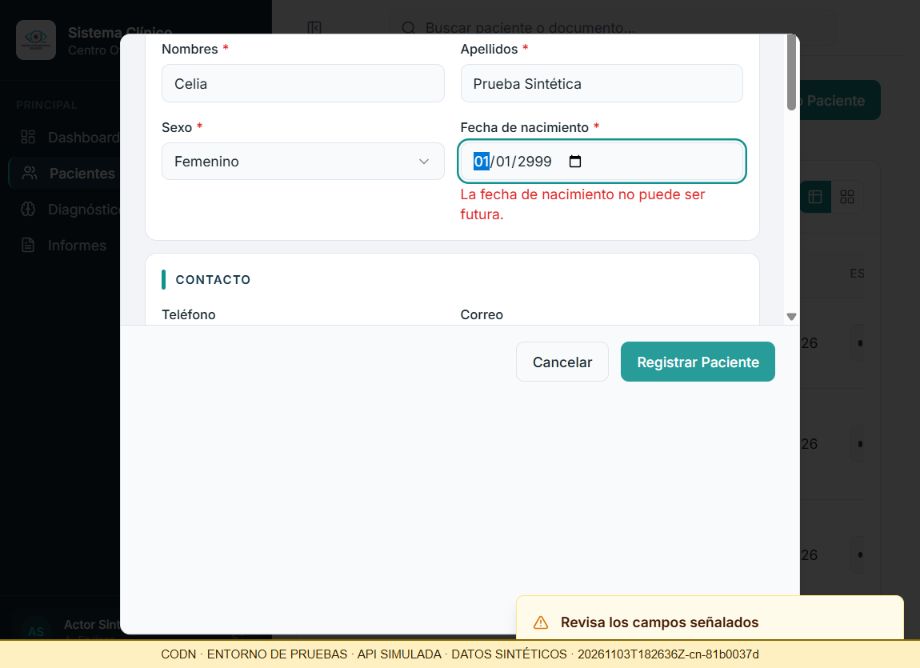 Sistema Clínico
Centro O
Buscar paciente o documento...
PRINCIPAL
Dashboard
Pacientes
Diagnóstic
Informes
Paciente
ES
26
26
26
Nombres *
Apellidos *
Celia
Prueba Sintética
Sexo *
Fecha de nacimiento *
Femenino
01/01/2999
La fecha de nacimiento no puede ser
futura.
CONTACTO
Teléfono
Correo
Cancelar
Registrar Paciente
AS
Actor Sint
Revisa los campos señalados
CODN · ENTORNO DE PRUEBAS · API SIMULADA · DATOS SINTÉTICOS · 20261103T182636Z-cn-81b0037d